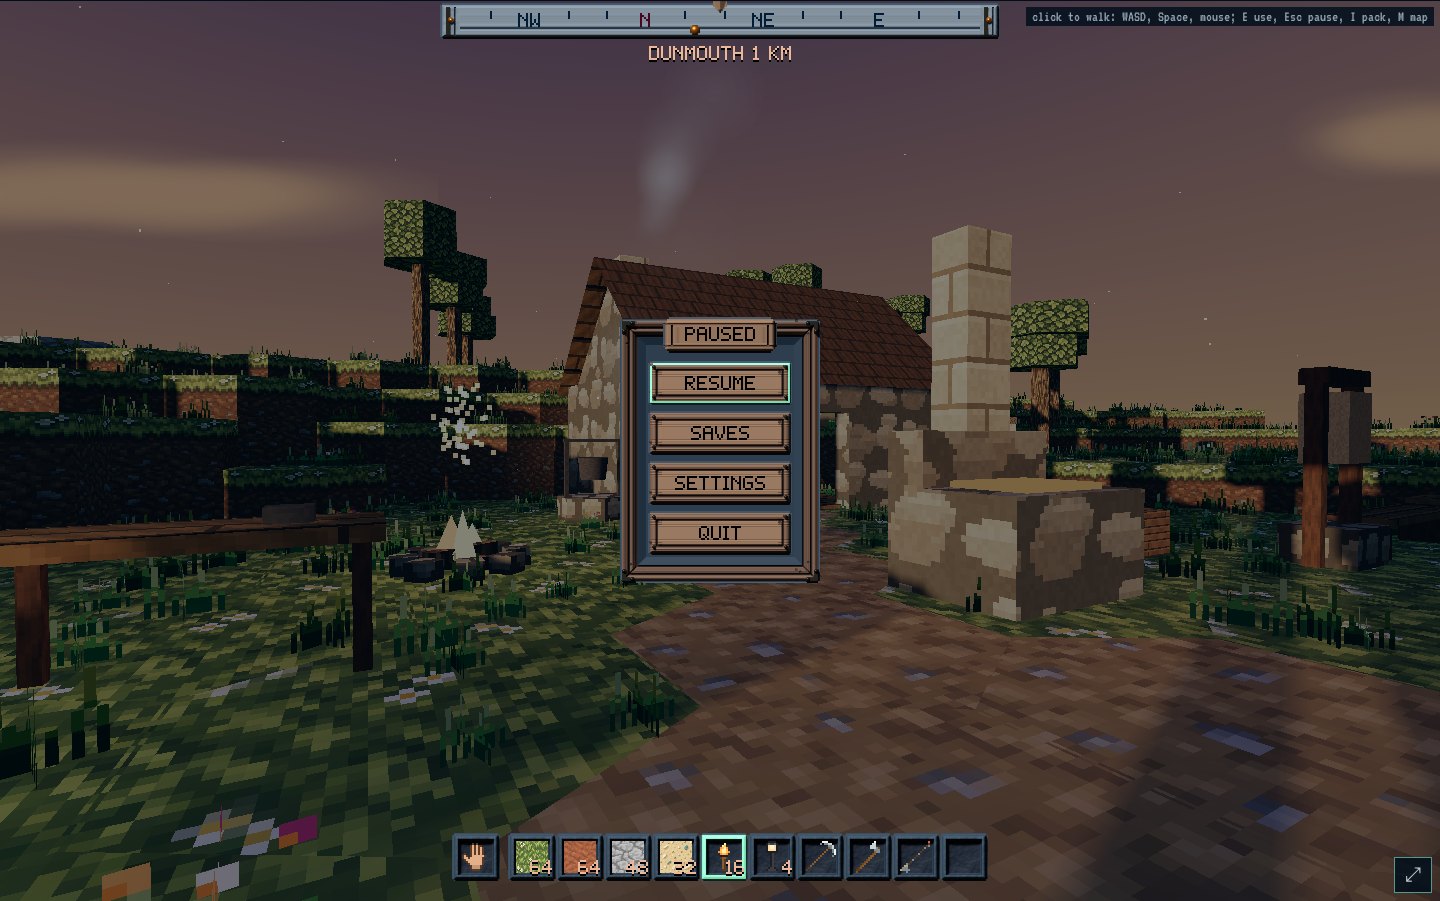 NW N NE E
click to walk: WASD, Space, mouse; E use, Esc pause, I pack, M map
DUNMOUTH 1 KM
PAUSED
RESUME
SAVES
SETTINGS
QUIT
64 64 48 32 16 4